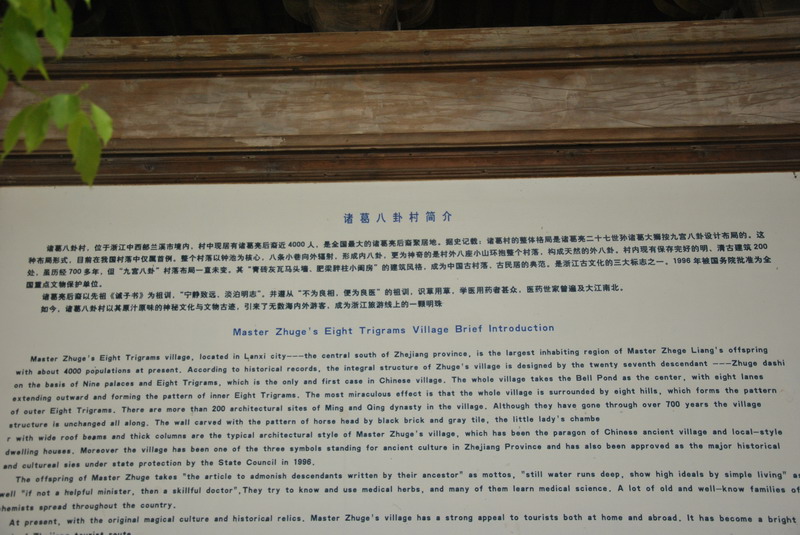 诸葛八卦村简介
诸葛八卦村，位于浙江中西部兰溪市境内，村中现居有诸葛亮后裔近4000人，是全国最大的诸葛亮后裔聚居地。据史记载：诸葛村的整体格局是诸葛亮二十七世孙诸葛大狮按九宫八卦设计布局的。这
种布局形式，目前在我国村落中仅属首例。整个村落以钟池为核心，八条小巷向外辐射，形成内八卦，更为神奇的是村外八座小山环抱整个村落，构成天然的外八卦。村内现有保存完好的明、清古建筑200
处，虽历经700多年，但“九宫八卦”村落布局一直未变。其“青砖灰瓦马头墙、肥梁胖柱小闺房”的建筑风格，成为中国古村落、古民居的典范。是浙江古文化的三大标志之一。1996年被国务院批准为全
国重点文物保护单位。
诸葛亮后裔以先祖《诫子书》为祖训，“宁静致远，淡泊明志”。并遵从“不为良相，便为良医”的祖训，识草用草，学医用药者甚众，医药世家曾遍及大江南北。
如今，诸葛八卦村以其原汁原味的神秘文化与文物古迹，引来了无数海内外游客，成为浙江旅游线上的一颗明珠
Master Zhuge's Eight Trigrams Village Brief Introduction
Master Zhuge's Eight Trigrams village, located in Lanxi city---the central south of Zhejiang province, is the largest inhabiting region of Master Zhege Liang's offspring
with about 4000 populations at present. According to historical records, the integral structure of Zhuge's village is designed by the twenty seventh descendant ---Zhuge dashi
on the basis of Nine palaces and Eight Trigrams, which is the only and first case in Chinese village. The whole village takes the Bell Pond as the center, with eight lanes
extending outward and forming the pattern of inner Eight Trigrams. The most miraculous effect is that the whole village is surrounded by eight hills, which forms the pattern
of outer Eight Trigrams. There are more than 200 architectural sites of Ming and Qing dynasty in the village. Although they have gone through over 700 years the village
structure is unchanged all along. The wall carved with the pattern of horse head by black brick and gray tile, the little lady's chambe
r with wide roof beams and thick columns are the typical architectural style of Master Zhuge's village, which has been the paragon of Chinese ancient village and local-style
dwelling houses. Moreover the village has been one of the three symbols standing for ancient culture in Zhejiang Province and has also been approved as the major historical
and cultureal sies under state protection by the State Council in 1996.
The offspring of Master Zhuge takes "the article to admonish descendants written by their ancestor" as mottos, "still water runs deep, show high ideals by simple living" as
well "if not a helpful minister, then a skillful doctor",They try to know and use medical herbs, and many of them learn medical science. A lot of old and well-know families of
hemists spread throughout the country.
At present, with the original magical culture and historical relics, Master Zhuge's village has a strong appeal to tourists both at home and abroad. It has become a bright
tourist route